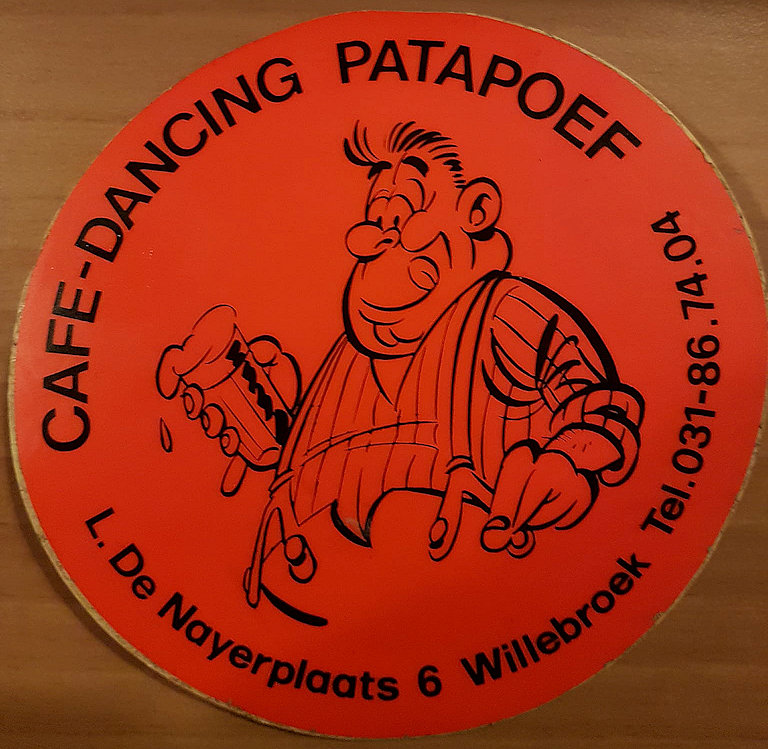 CAFE-DANCING PATAPOEF
L. De Nayerplaats 6 Willebroek Tel. 031-86.74.04